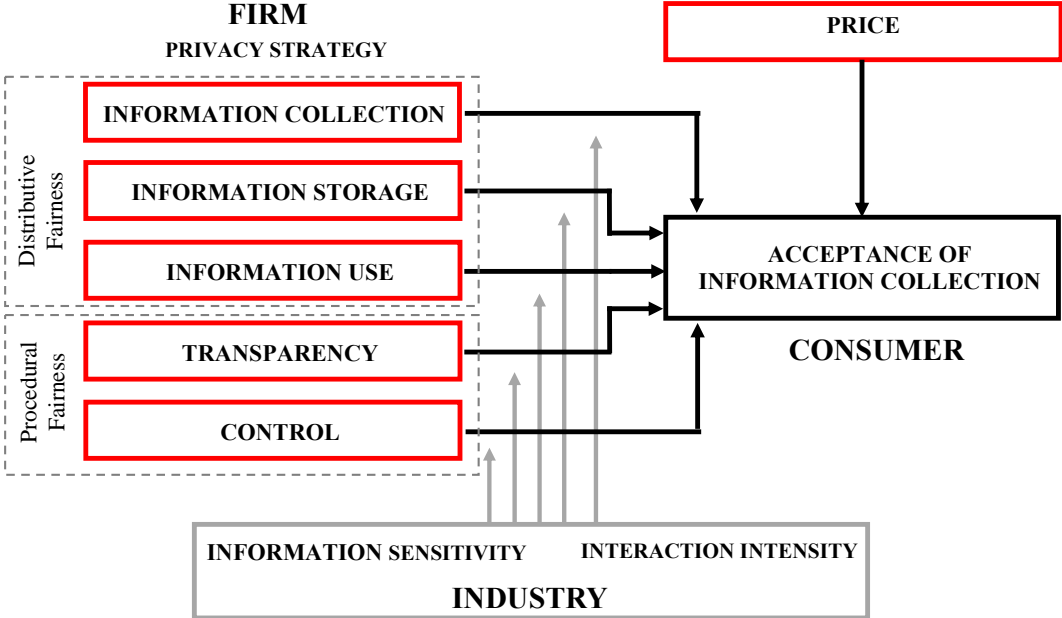 FIRM
PRIVACY STRATEGY
PRICE
Distributive
Fairness
INFORMATION COLLECTION
INFORMATION STORAGE
INFORMATION USE
ACCEPTANCE OF
INFORMATION COLLECTION
CONSUMER
Procedural
Fairness
TRANSPARENCY
CONTROL
INFORMATION SENSITIVITY
INTERACTION INTENSITY
INDUSTRY